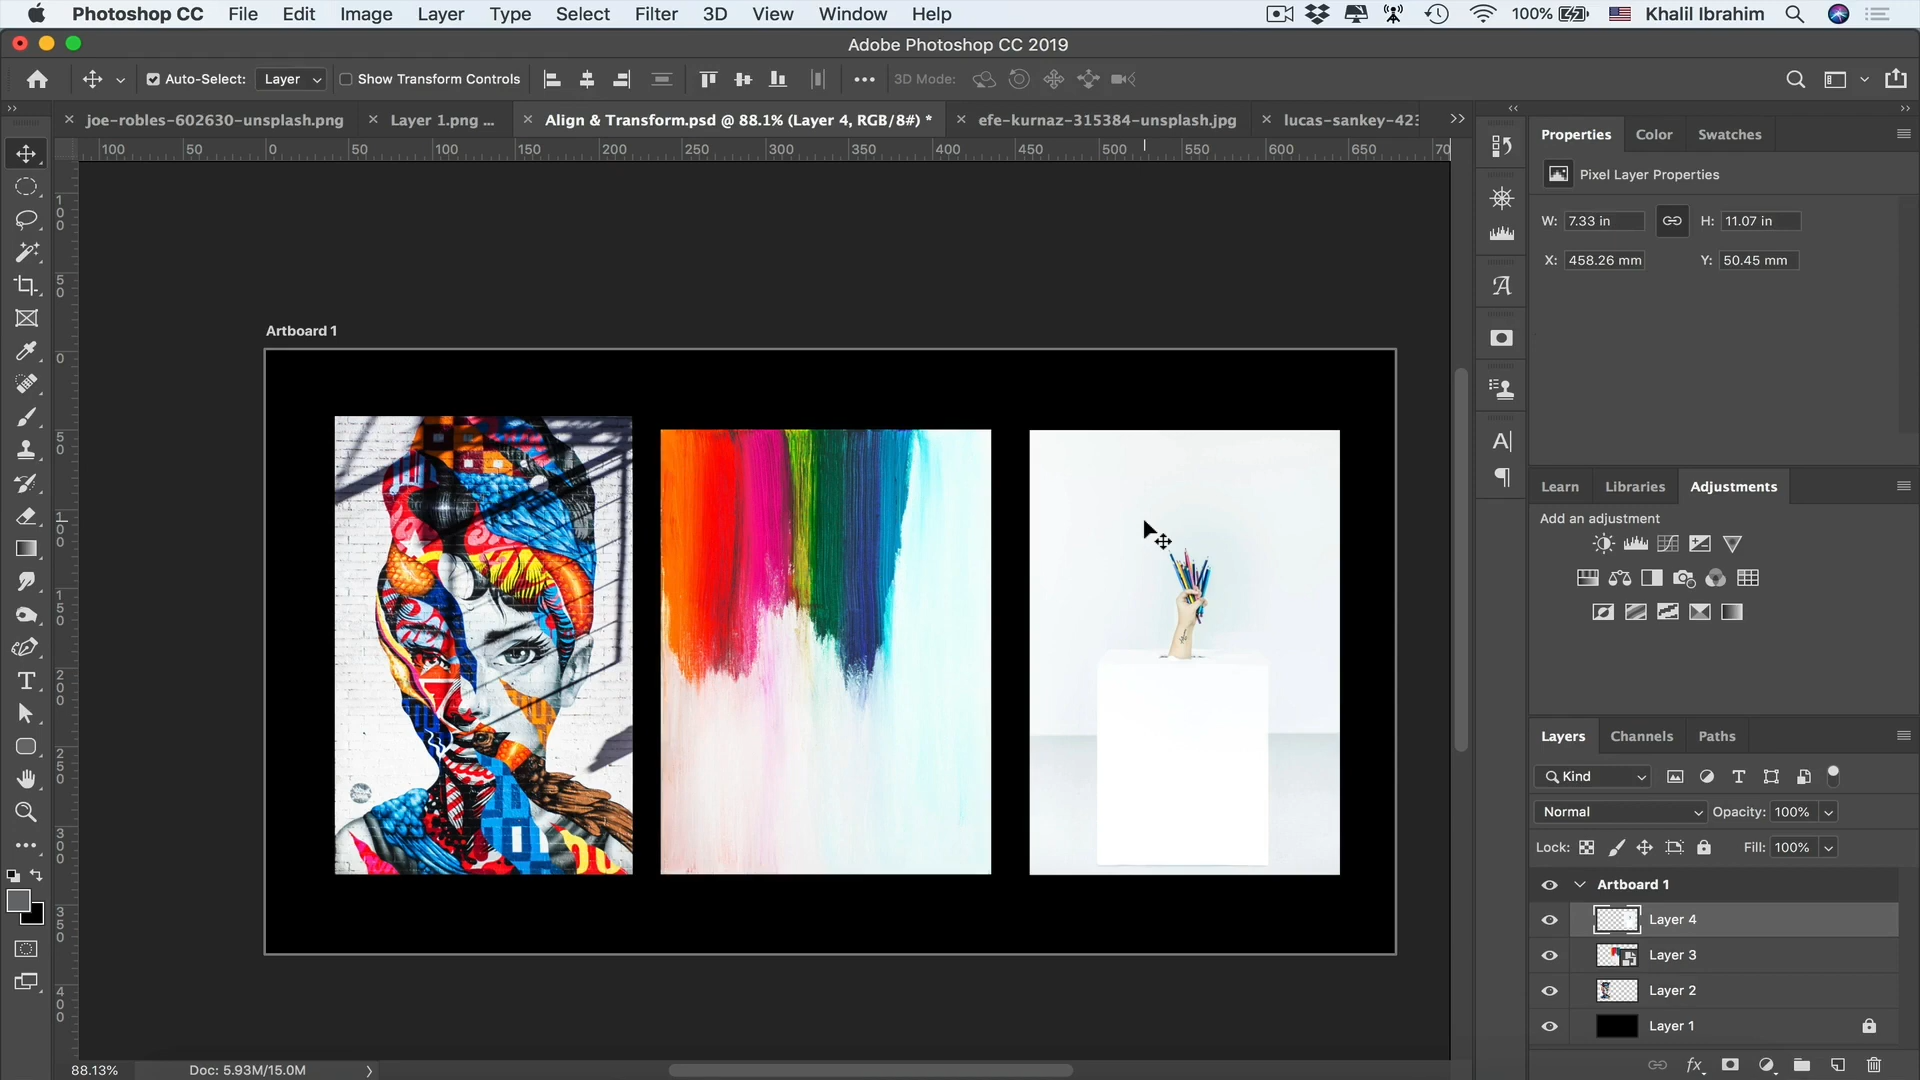 Photoshop CC File Edit Image Layer Type Select Filter 3D View Window Help 100% Khalil Ibrahim
Adobe Photoshop CC 2019
Auto-Select: Layer Show Transform Controls 3D Mode:
joe-robles-602630-unsplash.png Layer 1.png ... Align & Transform.psd @ 88.1% (Layer 4, RGB/8#) * efe-kurnaz-315384-unsplash.jpg lucas-sankey-423
100 50 0 50 100 150 200 250 300 350 400 450 500 550 600 650 70
100
50
0
50
100
150
200
250
300
350
400
Artboard 1
Properties Color Swatches
Pixel Layer Properties
W: 7.33 in H: 11.07 in
X: 458.26 mm Y: 50.45 mm
Learn Libraries Adjustments
Add an adjustment
Layers Channels Paths
Kind
Normal Opacity: 100%
Lock: Fill: 100%
Artboard 1
Layer 4
Layer 3
Layer 2
Layer 1
88.13% Doc: 5.93M/15.0M